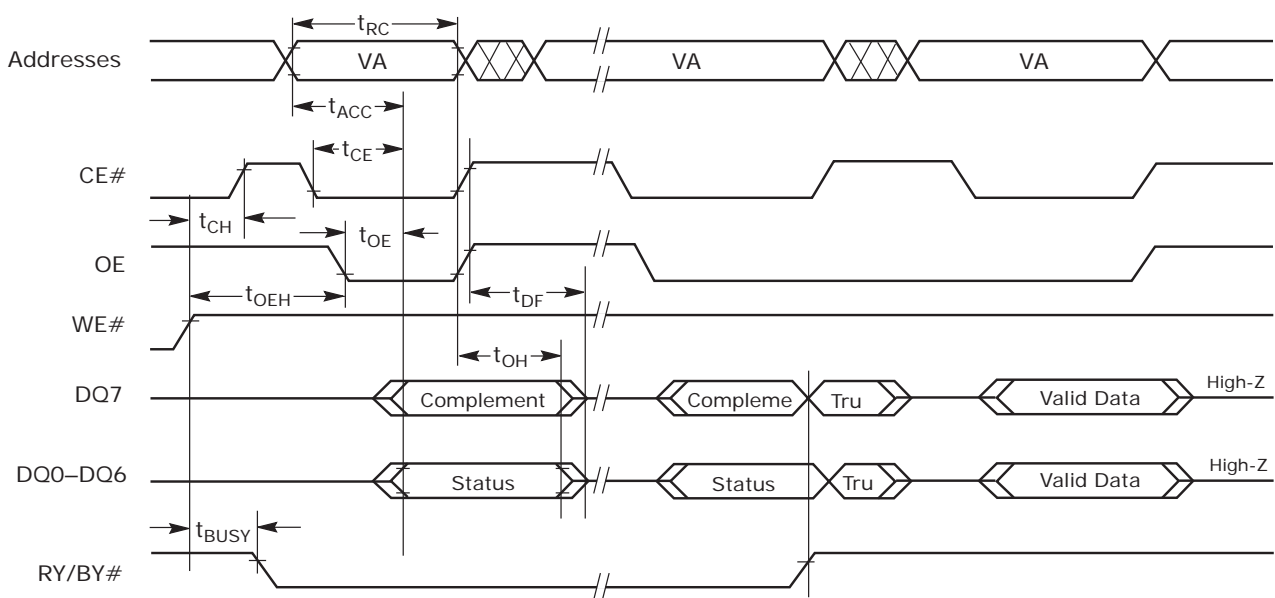 tRC
Addresses VA VA VA
tACC
tCE
CE#
tCH
tOE
OE
tOEH tDF
WE#
tOH
DQ7 Complement Compleme Tru Valid Data High-Z
DQ0–DQ6 Status Status Tru Valid Data High-Z
tBUSY
RY/BY#